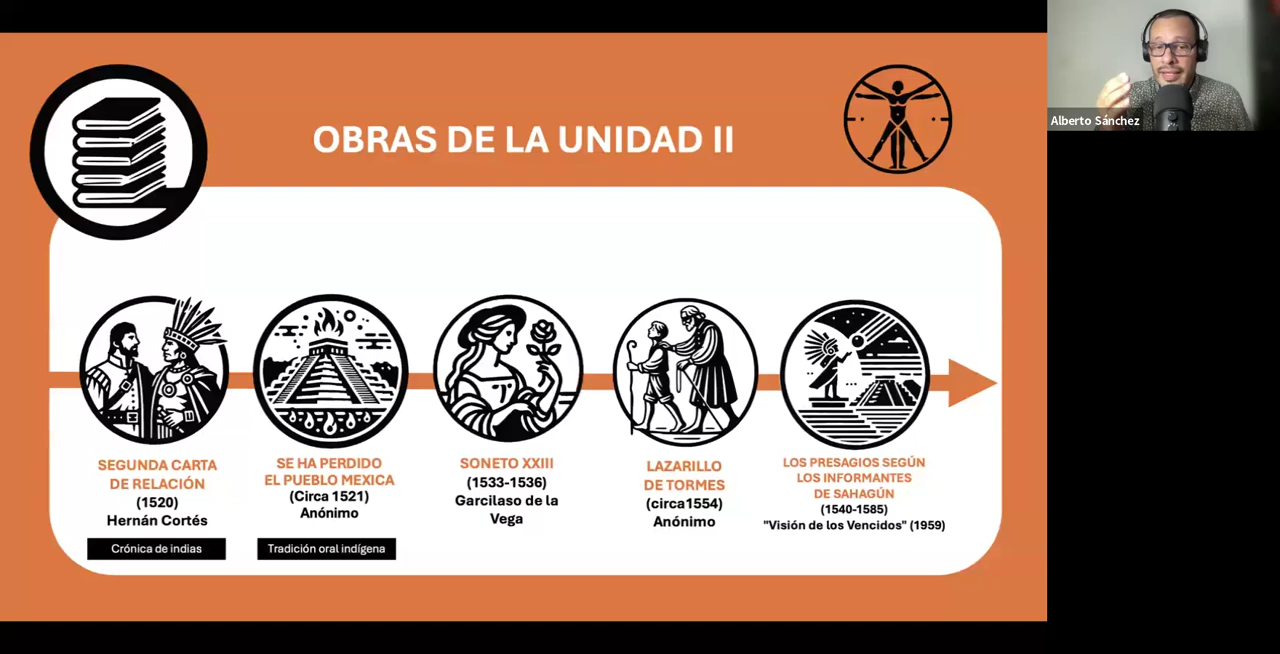 OBRAS DE LA UNIDAD II
Alberto Sánchez
SEGUNDA CARTA
DE RELACIÓN
(1520)
Hernán Cortés
Crónica de indias
SE HA PERDIDO
EL PUEBLO MEXICA
(Circa 1521)
Anónimo
Tradición oral indígena
SONETO XXIII
(1533-1536)
Garcilaso de la
Vega
LAZARILLO
DE TORMES
(circa1554)
Anónimo
LOS PRESAGIOS SEGÚN
LOS INFORMANTES
DE SAHAGÚN
(1540-1585)
"Visión de los Vencidos" (1959)